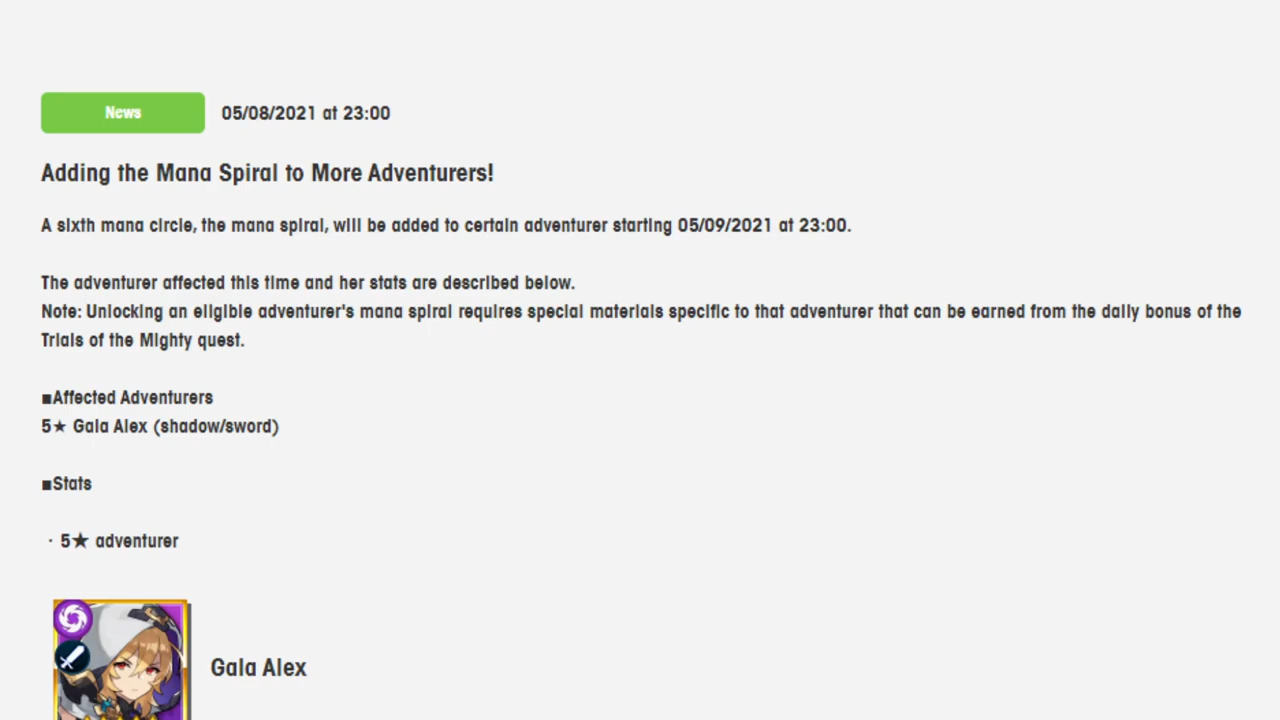 News 05/08/2021 at 23:00
Adding the Mana Spiral to More Adventurers!
A sixth mana circle, the mana spiral, will be added to certain adventurer starting 05/09/2021 at 23:00.
The adventurer affected this time and her stats are described below.
Note: Unlocking an eligible adventurer's mana spiral requires special materials specific to that adventurer that can be earned from the daily bonus of the
Trials of the Mighty quest.
■Affected Adventurers
5★ Gala Alex (shadow/sword)
■Stats
・5★ adventurer
Gala Alex